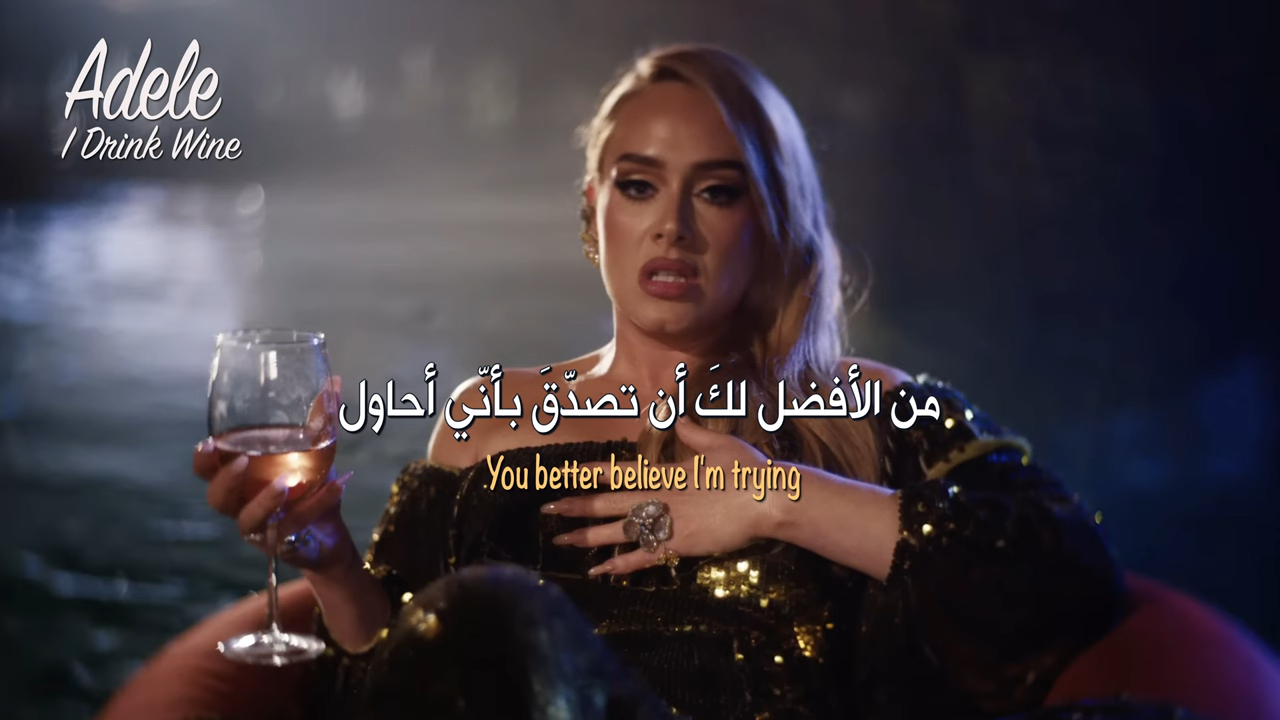 Adele
I Drink Wine
من الأفضل لكَ أن تصدّقَ بأنّي أحاول
You better believe I'm trying